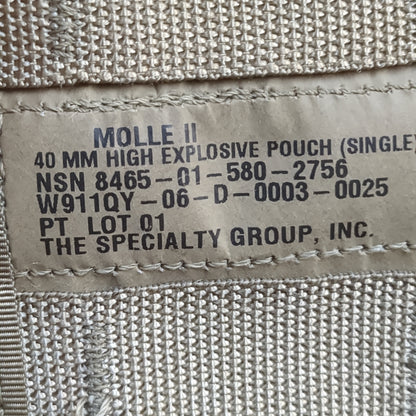 MOLLE II
40 MM HIGH EXPLOSIVE POUCH (SINGLE)
NSN 8465-01-580-2756
W911QY-06-D-0003-0025
PT LOT 01
THE SPECIALTY GROUP, INC.